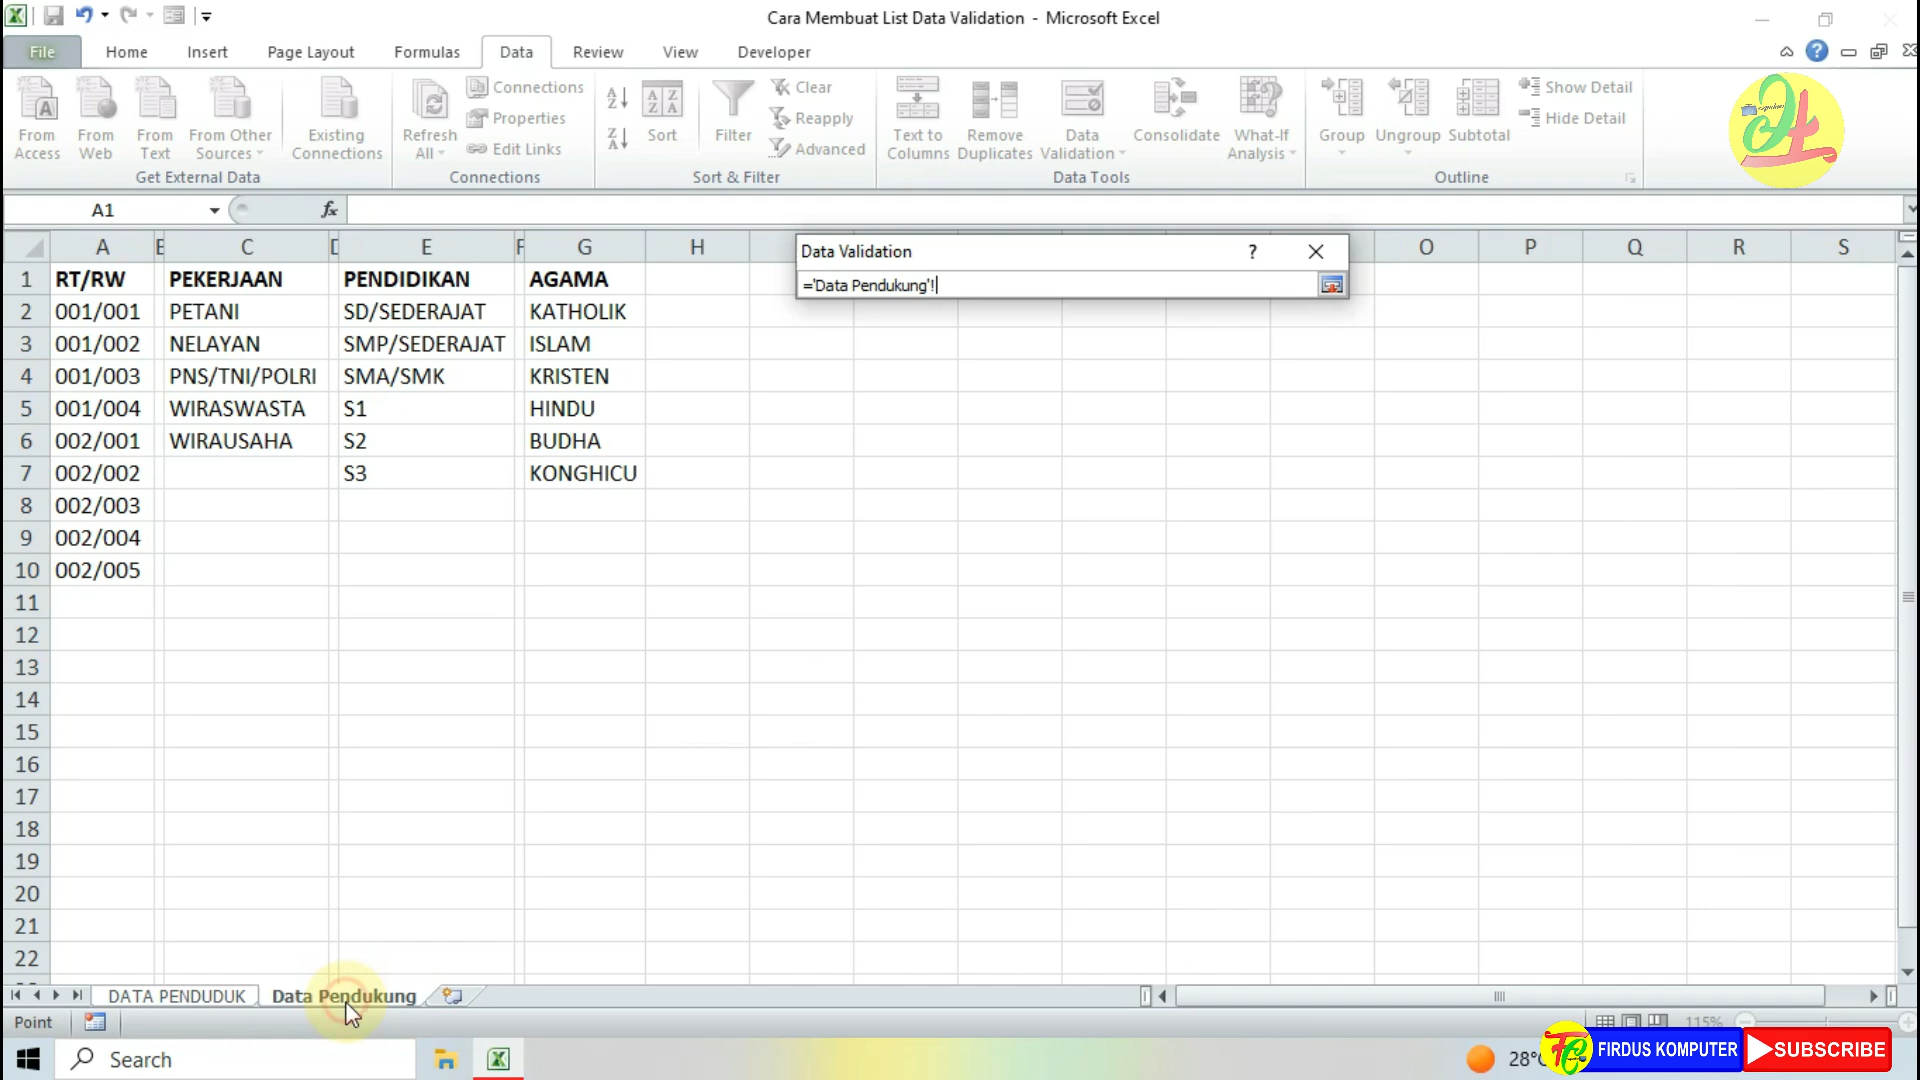 Cara Membuat List Data Validation - Microsoft Excel
File Home Insert Page Layout Formulas Data Review View Developer
From Access From Web From Text From Other Sources Existing Connections Refresh All Connections Properties Edit Links Sort Filter Clear Reapply Advanced Text to Columns Remove Duplicates Data Validation Consolidate What-If Analysis Group Ungroup Subtotal Show Detail Hide Detail
Get External Data Connections Sort & Filter Data Tools Outline
A1 fx
Data Validation ?
='Data Pendukung'!
A C E G H O P Q R S
1 RT/RW PEKERJAAN PENDIDIKAN AGAMA
2 001/001 PETANI SD/SEDERAJAT KATHOLIK
3 001/002 NELAYAN SMP/SEDERAJAT ISLAM
4 001/003 PNS/TNI/POLRI SMA/SMK KRISTEN
5 001/004 WIRASWASTA S1 HINDU
6 002/001 WIRAUSAHA S2 BUDHA
7 002/002 S3 KONGHICU
8 002/003
9 002/004
10 002/005
11
12
13
14
15
16
17
18
19
20
21
22
DATA PENDUDUK Data Pendukung
Point 115%
Search 28°C
FIRDUS KOMPUTER SUBSCRIBE